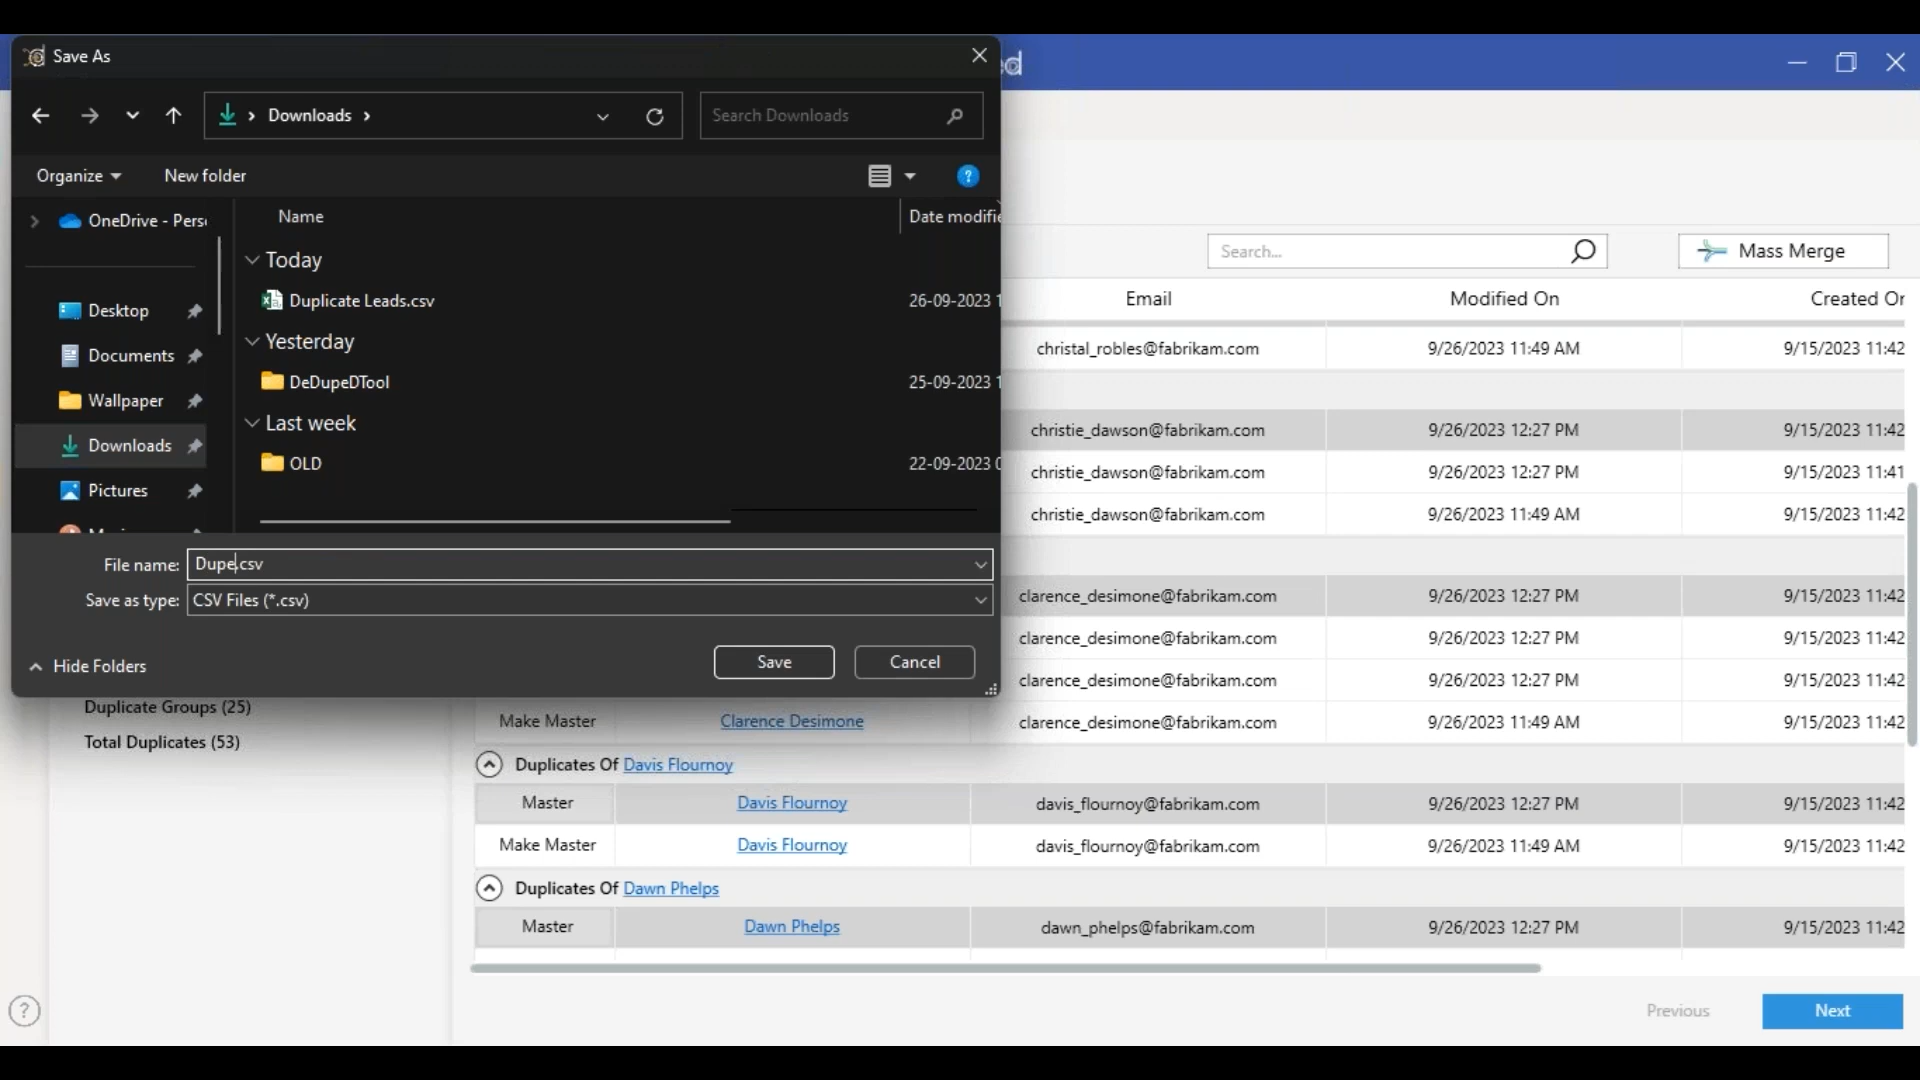 Save As
ed
Downloads
Search Downloads
Organize
New folder
?
OneDrive - Pers
Name
Date modifie
Today
Desktop
Duplicate Leads.csv
26-09-2023 1
Documents
Yesterday
Wallpaper
DeDupeDTool
25-09-2023 1
Downloads
Last week
Pictures
OLD
22-09-2023 0
File name: Dupe.csv
Save as type: CSV Files (*.csv)
Hide Folders
Save
Cancel
Search...
Mass Merge
Email Modified On Created Or
christal_robles@fabrikam.com 9/26/2023 11:49 AM 9/15/2023 11:42
christie_dawson@fabrikam.com 9/26/2023 12:27 PM 9/15/2023 11:42
christie_dawson@fabrikam.com 9/26/2023 12:27 PM 9/15/2023 11:41
christie_dawson@fabrikam.com 9/26/2023 11:49 AM 9/15/2023 11:42
clarence_desimone@fabrikam.com 9/26/2023 12:27 PM 9/15/2023 11:42
clarence_desimone@fabrikam.com 9/26/2023 12:27 PM 9/15/2023 11:42
clarence_desimone@fabrikam.com 9/26/2023 12:27 PM 9/15/2023 11:42
Duplicate Groups (25)
Total Duplicates (53)
Make Master Clarence Desimone clarence_desimone@fabrikam.com 9/26/2023 11:49 AM 9/15/2023 11:42
Duplicates Of Davis Flournoy
Master Davis Flournoy davis_flournoy@fabrikam.com 9/26/2023 12:27 PM 9/15/2023 11:42
Make Master Davis Flournoy davis_flournoy@fabrikam.com 9/26/2023 11:49 AM 9/15/2023 11:42
Duplicates Of Dawn Phelps
Master Dawn Phelps dawn_phelps@fabrikam.com 9/26/2023 12:27 PM 9/15/2023 11:42
?
Previous
Next